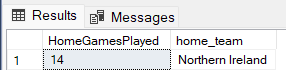 Results Messages
HomeGamesPlayed home_team
1 14 Northern Ireland